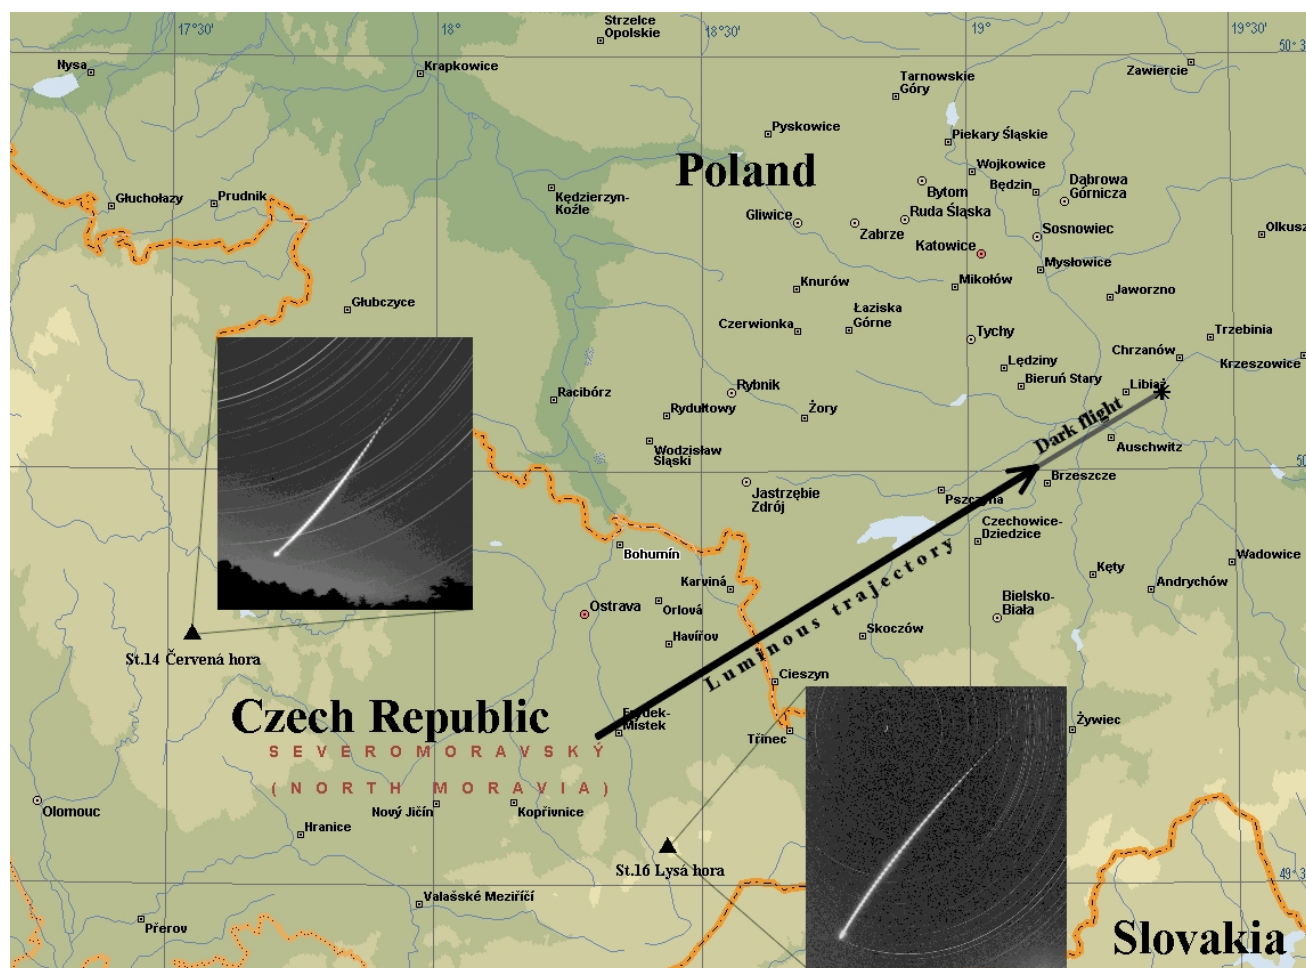 17°30'
18°
18°30'
19°
19°30'
50° 3
Strzelce
Opolskie
Nysa
Krapkowice
Zawiercie
Tarnowskie
Góry
Pyskowice
Piekary Śląskie
Poland
Wojkowice
Będzin
Dąbrowa
Górnicza
Głuchołazy
Prudnik
Kędzierzyn-
Koźle
Bytom
Gliwice
Ruda Śląska
Zabrze
Sosnowiec
Olkusz
Katowice
Mysłowice
Knurów
Mikołów
Jaworzno
Głubczyce
Łaziska
Górne
Czerwionka
Tychy
Trzebinia
Chrzanów
Krzeszowice
Lędziny
Bieruń Stary
Libiąż
Rybnik
Racibórz
Rydułtowy
Żory
Dark flight
Auschwitz
Wodzisław
Śląski
50
Brzeszcze
Jastrzębie
Zdrój
Pszczyna
Czechowice-
Dziedzice
Bohumín
Wadowice
Kęty
Karviná
Andrychów
Ostrava
Orlová
Bielsko-
Biała
Luminous trajectory
Skoczów
Havířov
St.14 Červená hora
Cieszyn
Czech Republic
Frýdek-
Místek
Třinec
Żywiec
SEVEROMORAVSKÝ
(NORTH MORAVIA)
Olomouc
Nový Jičín
Kopřivnice
Hranice
St.16 Lysá hora
49° 3
Valašské Meziříčí
Přerov
Slovakia